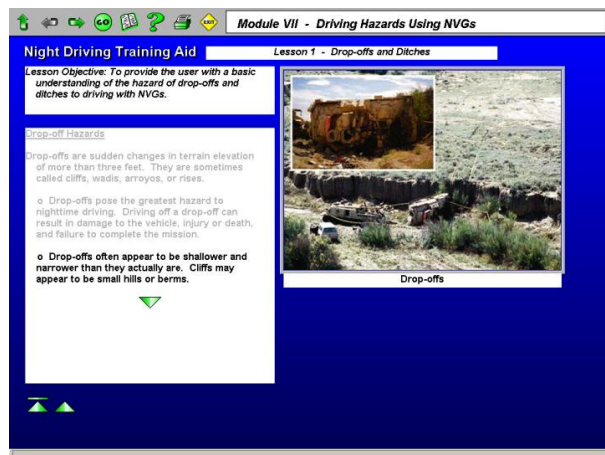 GO
?
EXIT
Module VII - Driving Hazards Using NVGs
Night Driving Training Aid
Lesson 1 - Drop-offs and Ditches
Lesson Objective: To provide the user with a basic
understanding of the hazard of drop-offs and
ditches to driving with NVGs.
Drop-off Hazards
Drop-offs are sudden changes in terrain elevation
of more than three feet. They are sometimes
called cliffs, wadis, arroyos, or rises.
o Drop-offs pose the greatest hazard to
nighttime driving. Driving off a drop-off can
result in damage to the vehicle, injury or death,
and failure to complete the mission.
o Drop-offs often appear to be shallower and
narrower than they actually are. Cliffs may
appear to be small hills or berms.
Drop-offs